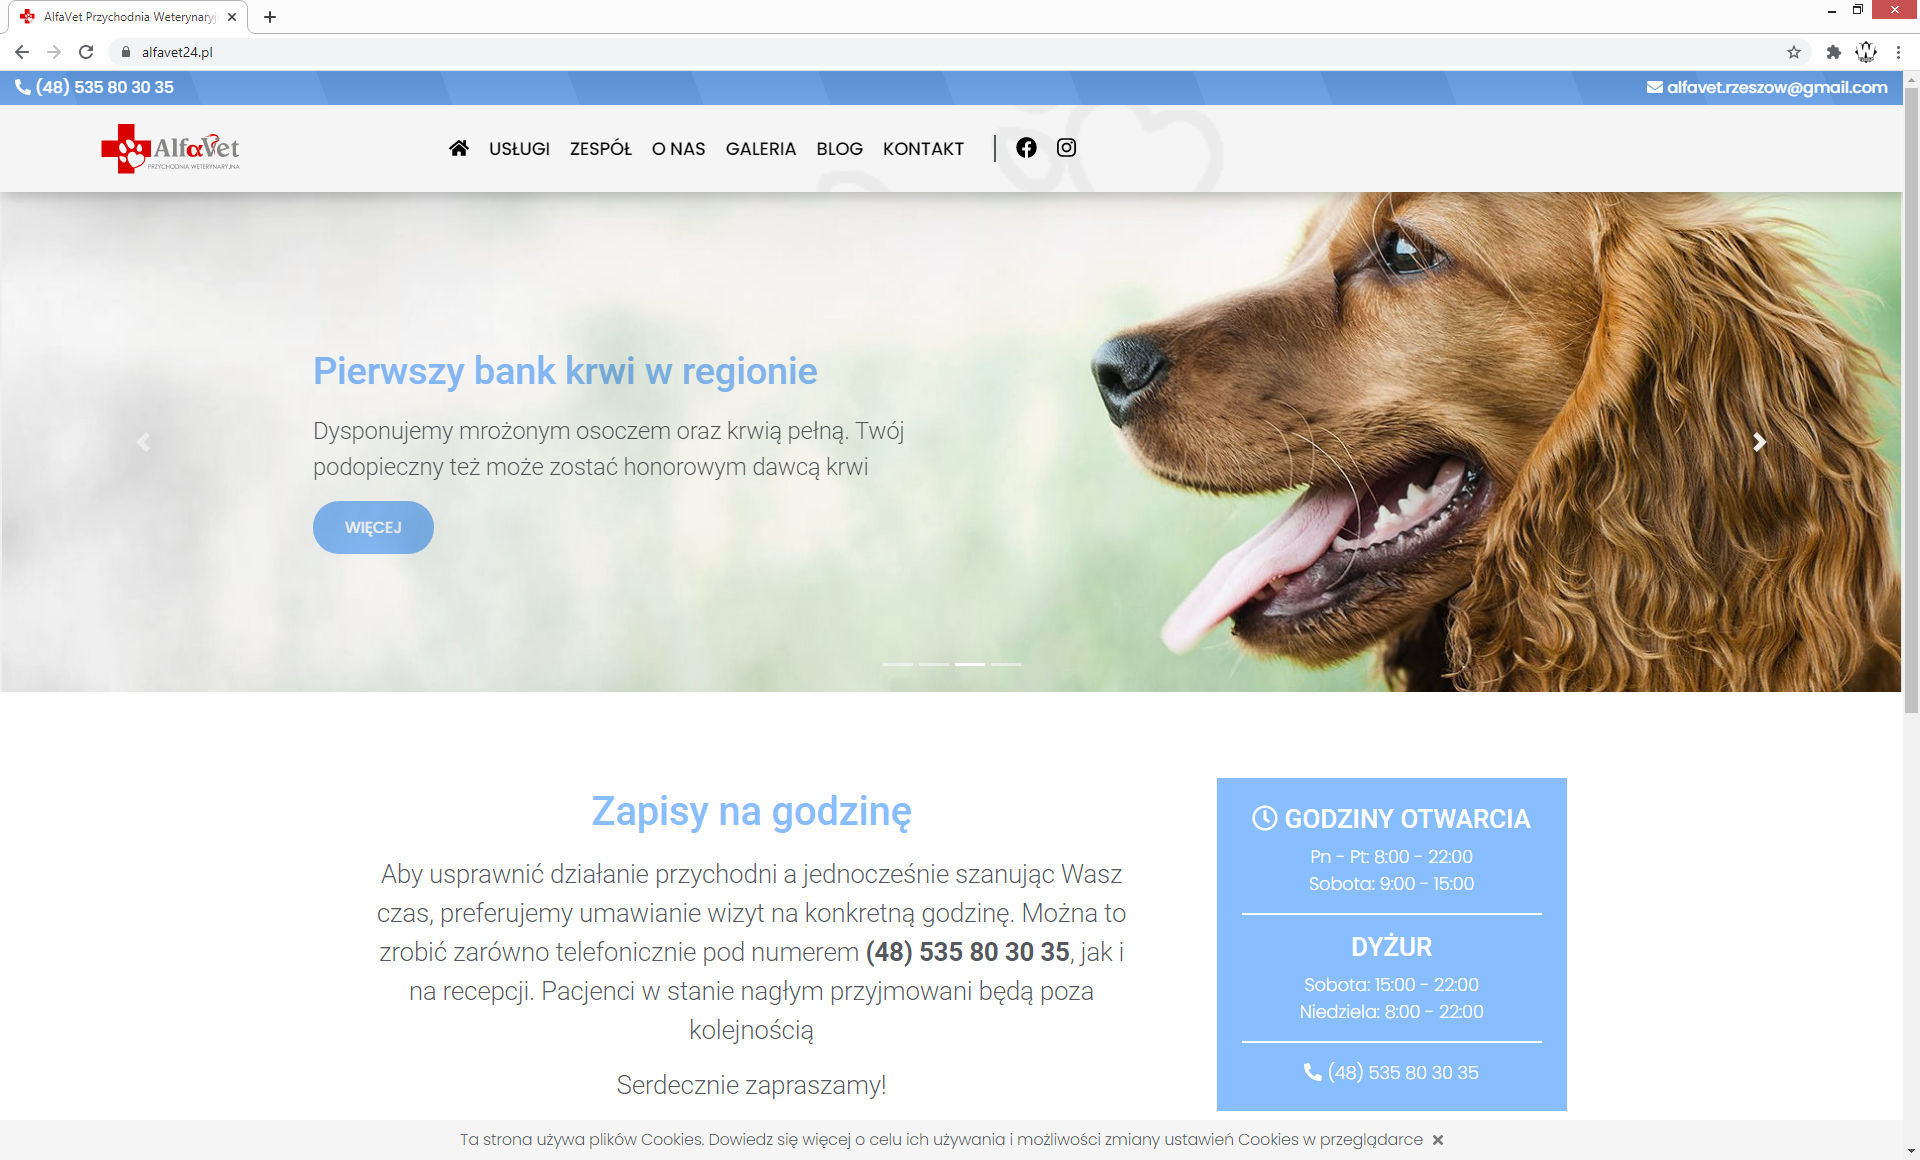 AlfaVet Przychodnia Weterynaryj
alfavet24.pl
(48) 535 80 30 35
alfavet.rzeszow@gmail.com
AlfαVet
PRZYCHODNIA WETERYNARYJNA
USŁUGI ZESPÓŁ O NAS GALERIA BLOG KONTAKT
Pierwszy bank krwi w regionie
Dysponujemy mrożonym osoczem oraz krwią pełną. Twój
podopieczny też może zostać honorowym dawcą krwi
WIĘCEJ
Zapisy na godzinę
Aby usprawnić działanie przychodni a jednocześnie szanując Wasz
czas, preferujemy umawianie wizyt na konkretną godzinę. Można to
zrobić zarówno telefonicznie pod numerem (48) 535 80 30 35, jak i
na recepcji. Pacjenci w stanie nagłym przyjmowani będą poza
kolejnością
Serdecznie zapraszamy!
GODZINY OTWARCIA
Pn - Pt: 8:00 - 22:00
Sobota: 9:00 - 15:00
DYŻUR
Sobota: 15:00 - 22:00
Niedziela: 8:00 - 22:00
(48) 535 80 30 35
Ta strona używa plików Cookies. Dowiedz się więcej o celu ich używania i możliwości zmiany ustawień Cookies w przeglądarce